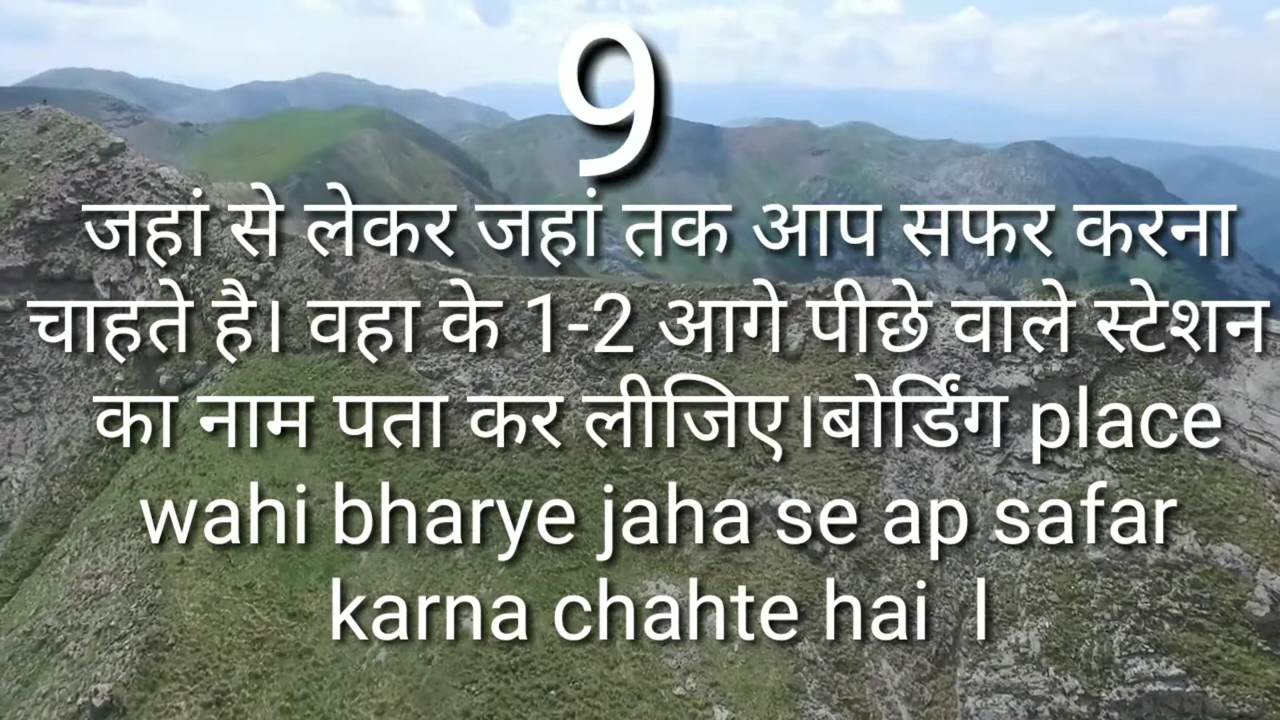 9
जहां से लेकर जहां तक आप सफर करना
चाहते है। वहा के 1-2 आगे पीछे वाले स्टेशन
का नाम पता कर लीजिए।बोर्डिंग place
wahi bharye jaha se ap safar
karna chahte hai ।